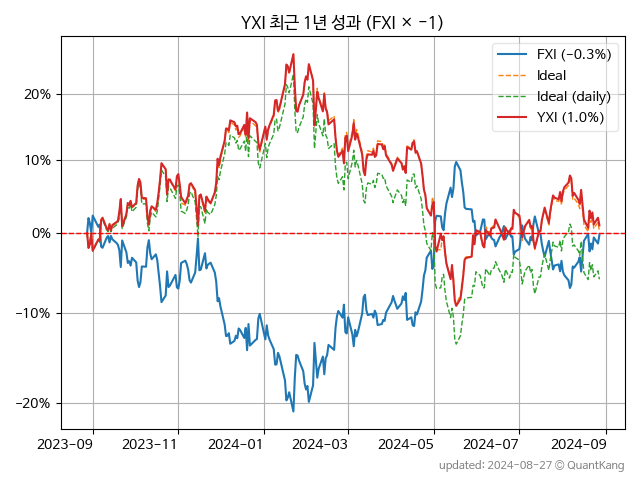 YXI 최근 1년 성과 (FXI × -1)
FXI (-0.3%)
Ideal
Ideal (daily)
YXI (1.0%)
20%
10%
0%
-10%
-20%
2023-09 2023-11 2024-01 2024-03 2024-05 2024-07 2024-09
updated: 2024-08-27 © QuantKang